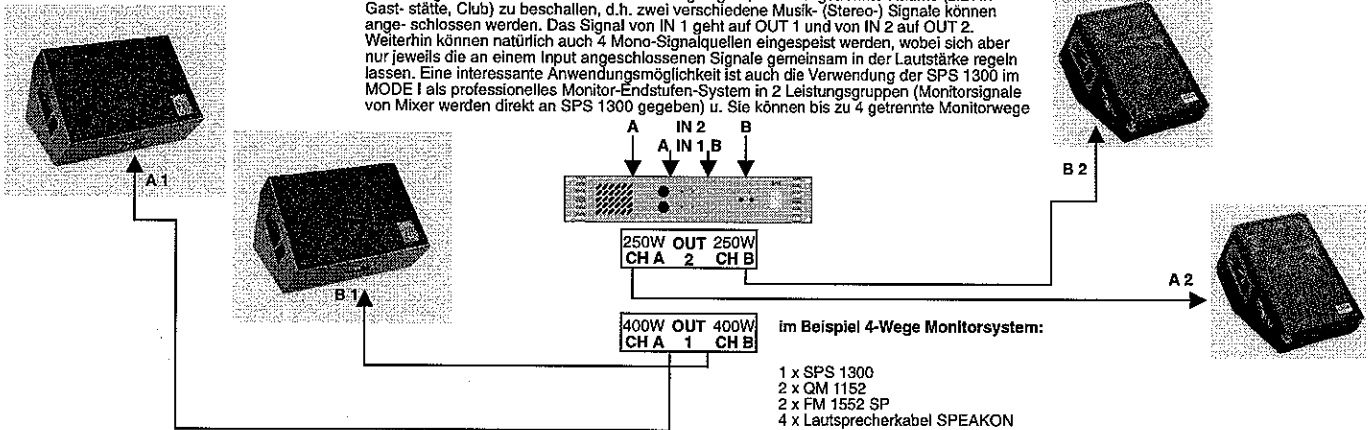 Gast- stätte, Club) zu beschallen, d.h. zwei verschiedene Musik- (Stereo-) Signale können
ange- schlossen werden. Das Signal von IN 1 geht auf OUT 1 und von IN 2 auf OUT 2.
Weiterhin können natürlich auch 4 Mono-Signalquellen eingespeist werden, wobei sich aber
nur jeweils die an einem Input angeschlossenen Signale gemeinsam in der Lautstärke regeln
lassen. Eine interessante Anwendungsmöglichkeit ist auch die Verwendung der SPS 1300 im
MODE I als professionelles Monitor-Endstufen-System in 2 Leistungsgruppen (Monitorsignale
von Mixer werden direkt an SPS 1300 gegeben) u. Sie können bis zu 4 getrennte Monitorwege
A IN 2 B
A IN 1 B
A 1
B 2
250W OUT 250W
CH A 2 CH B
A 2
B 1
400W OUT 400W
CH A 1 CH B
im Beispiel 4-Wege Monitorsystem:
1 x SPS 1300
2 x QM 1152
2 x FM 1552 SP
4 x Lautsprecherkabel SPEAKON